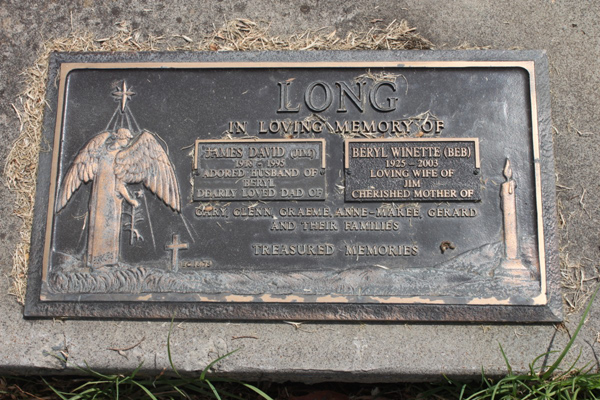 LONG
IN LOVING MEMORY OF
JAMES DAVID (JIM)
1995
ADORED HUSBAND OF
BERYL
DEARLY LOVED DAD OF
BERYL WINETTE (BEB)
1925 - 2003
LOVING WIFE OF
JIM
CHERISHED MOTHER OF
GARY, GLENN, GRAEME, ANNE-MAREE, GERARD
AND THEIR FAMILIES
TREASURED MEMORIES